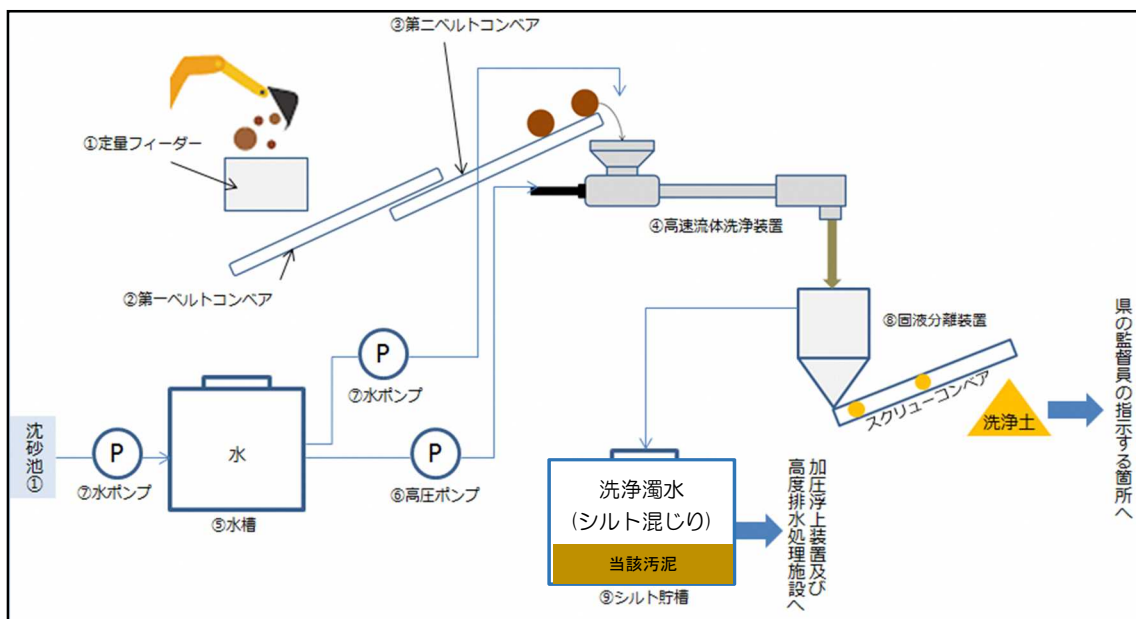 ③第二ベルトコンベア
①定量フィーダー
④高速流体洗浄装置
②第一ベルトコンベア
⑧固液分離装置
スクリューコンベア
洗浄土
県の監督員の指示する箇所へ
P
⑦水ポンプ
沈砂池①
P
⑦水ポンプ
水
⑤水槽
P
⑥高圧ポンプ
洗浄濁水
(シルト混じり)
当該汚泥
⑨シルト貯槽
加圧浮上装置及び
高度排水処理施設へ